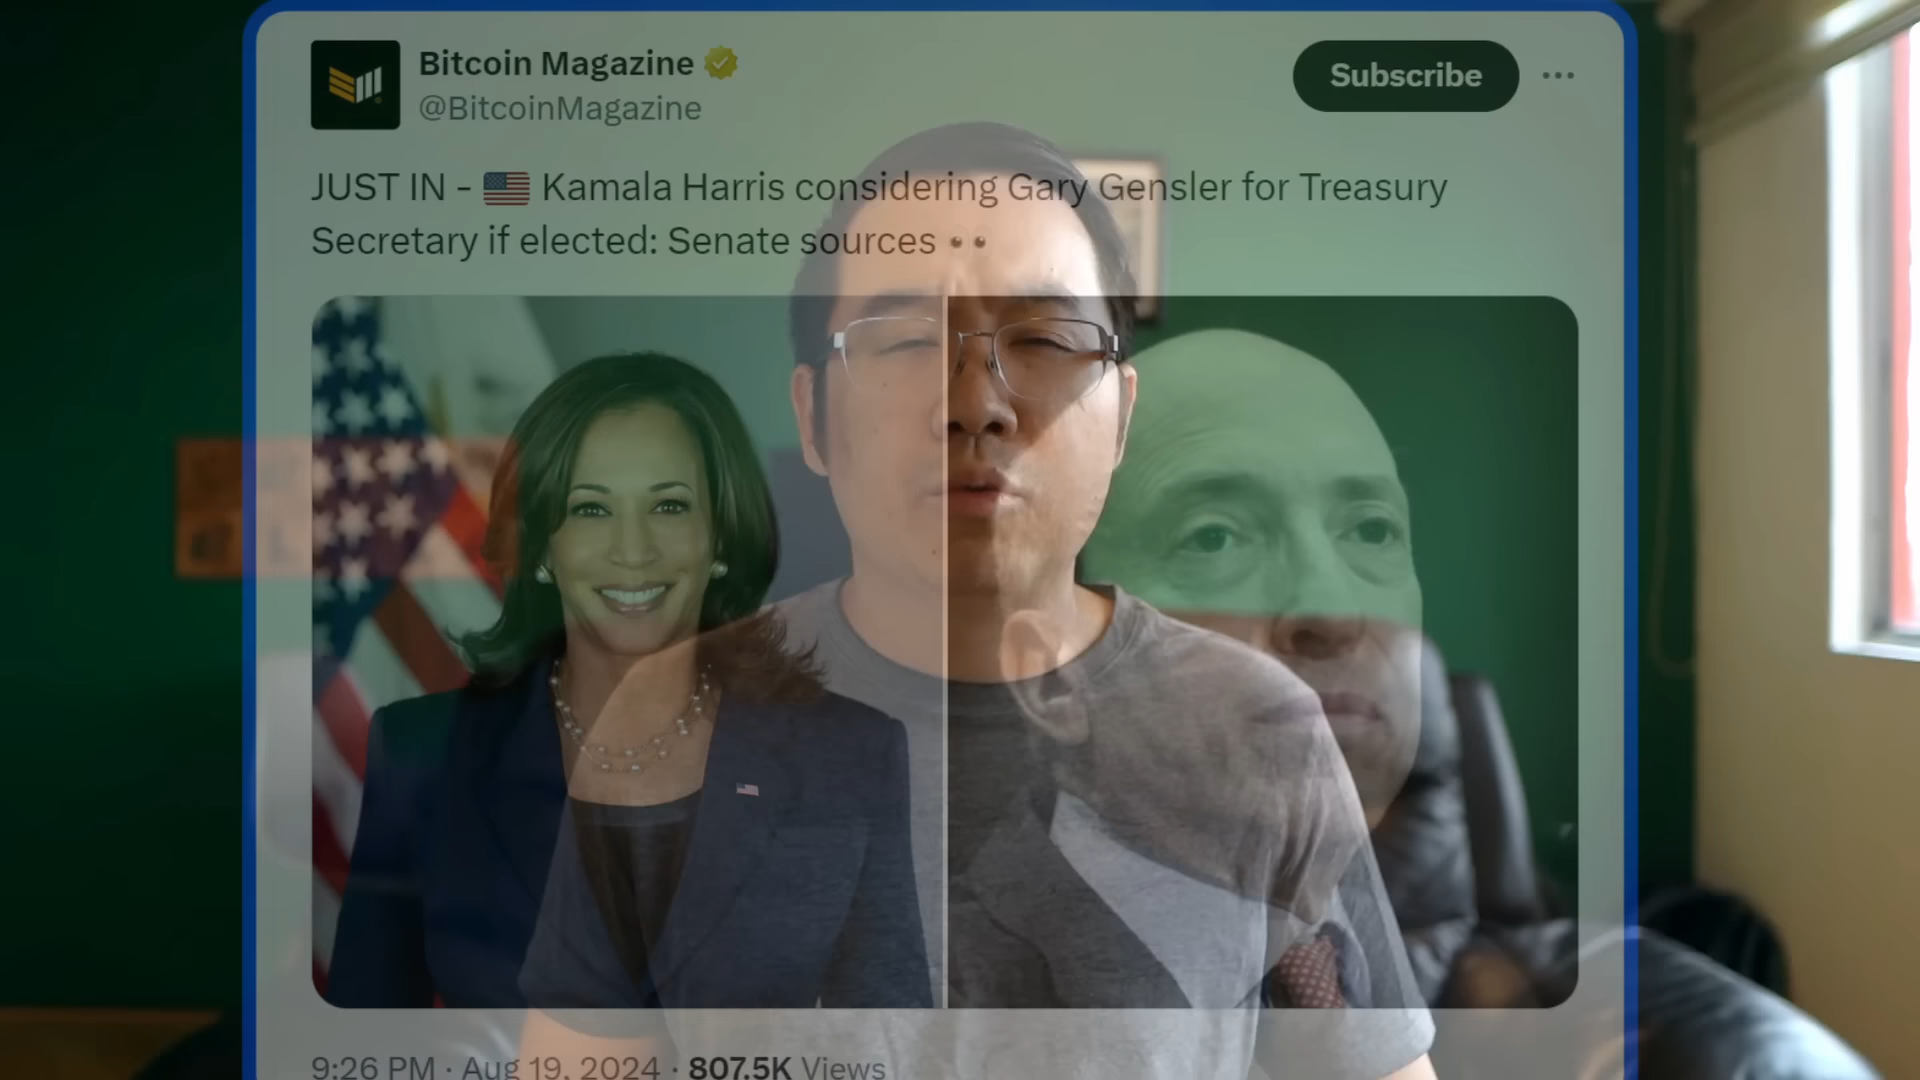 Bitcoin Magazine
@BitcoinMagazine
Subscribe
JUST IN - 🇺🇸 Kamala Harris considering Gary Gensler for Treasury
Secretary if elected: Senate sources 👀
9:26 PM · Aug 19, 2024 · 807.5K Views